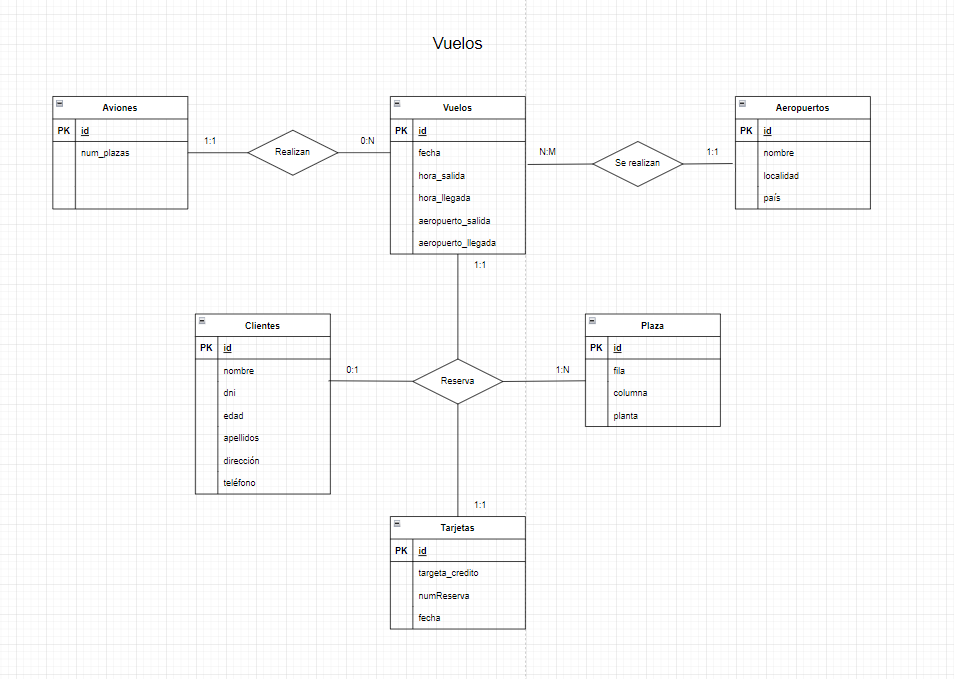 Vuelos
Aviones
PK id
num_plazas
1:1
Realizan
0:N
Vuelos
PK id
fecha
hora_salida
hora_llegada
aeropuerto_salida
aeropuerto_llegada
N:M
Se realizan
1:1
Aeropuertos
PK id
nombre
localidad
país
1:1
Clientes
PK id
nombre
dni
edad
apellidos
dirección
teléfono
0:1
Reserva
1:N
Plaza
PK id
fila
columna
planta
1:1
Tarjetas
PK id
targeta_credito
numReserva
fecha